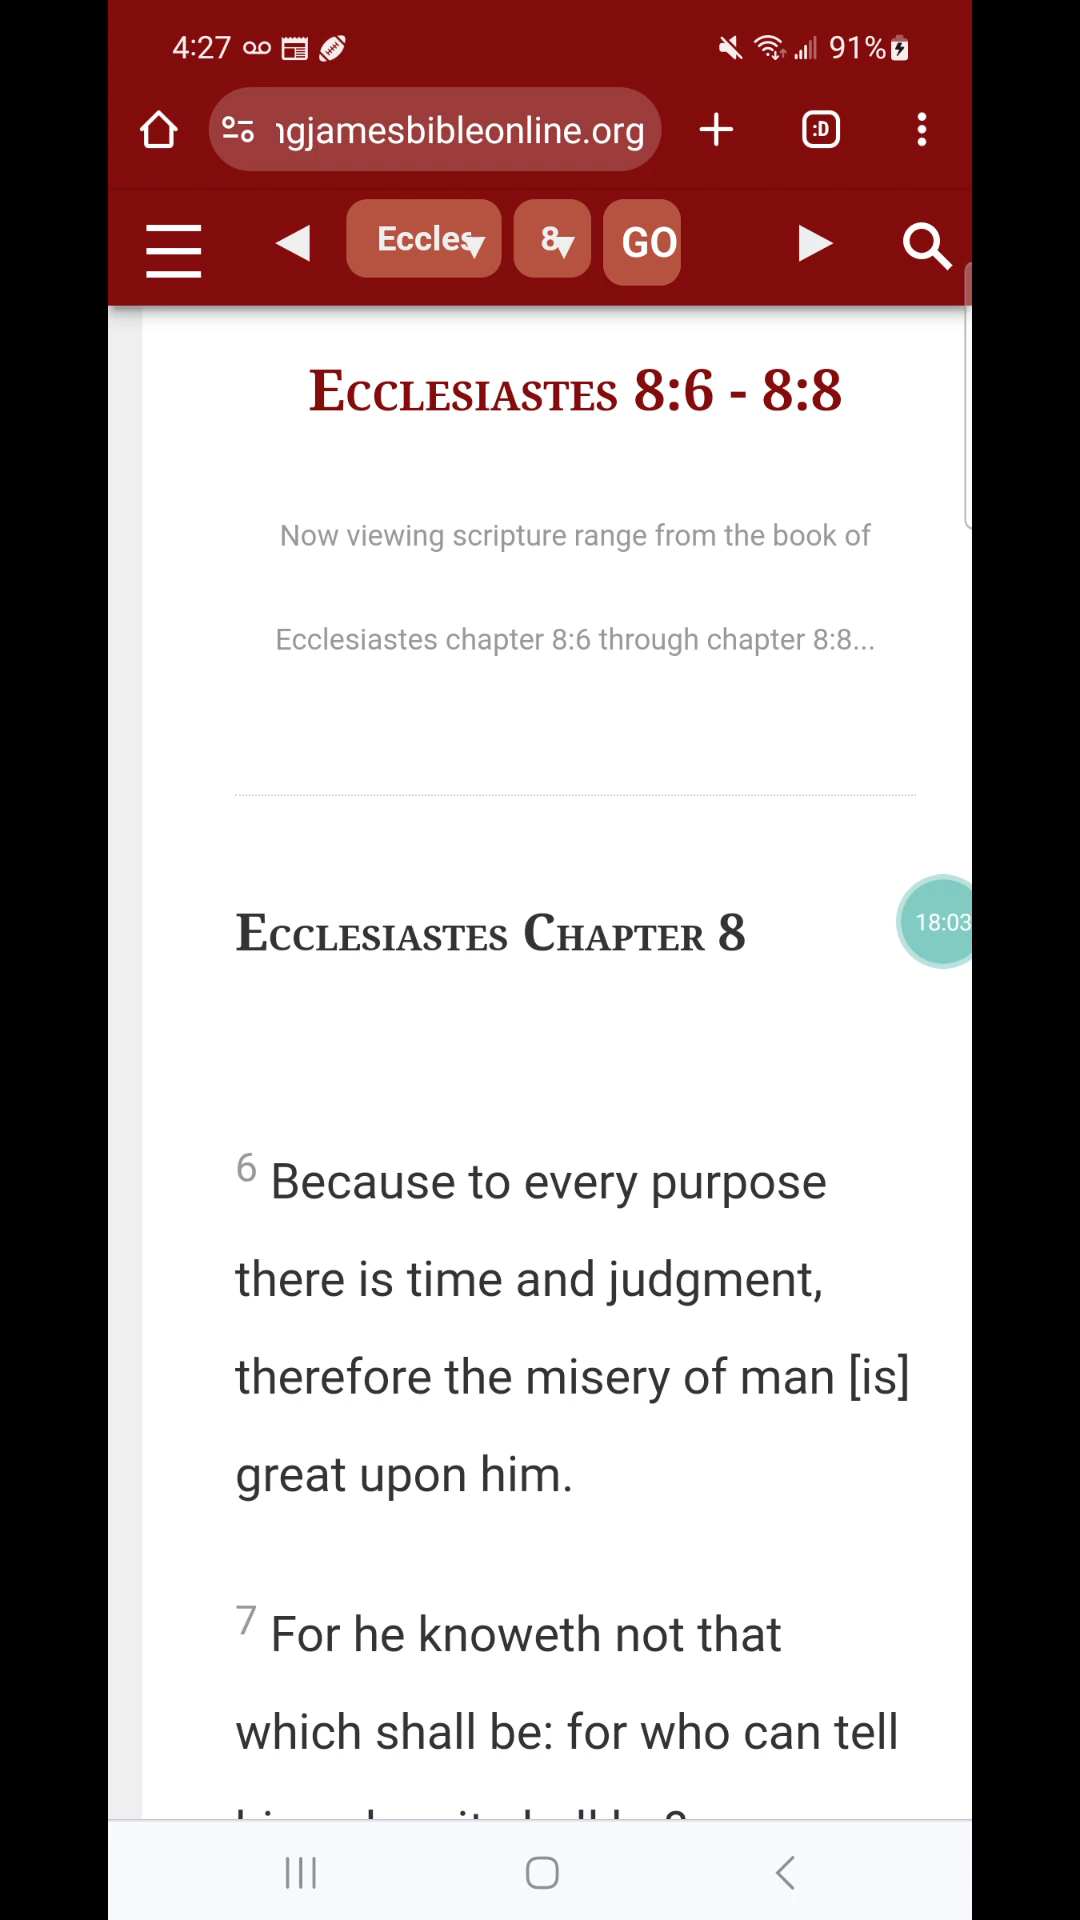 4:27 91%
ngjamesbibleonline.org :D
Eccles 8 GO
Ecclesiastes 8:6 - 8:8
Now viewing scripture range from the book of
Ecclesiastes chapter 8:6 through chapter 8:8...
Ecclesiastes Chapter 8
18:03
6 Because to every purpose
there is time and judgment,
therefore the misery of man [is]
great upon him.
7 For he knoweth not that
which shall be: for who can tell